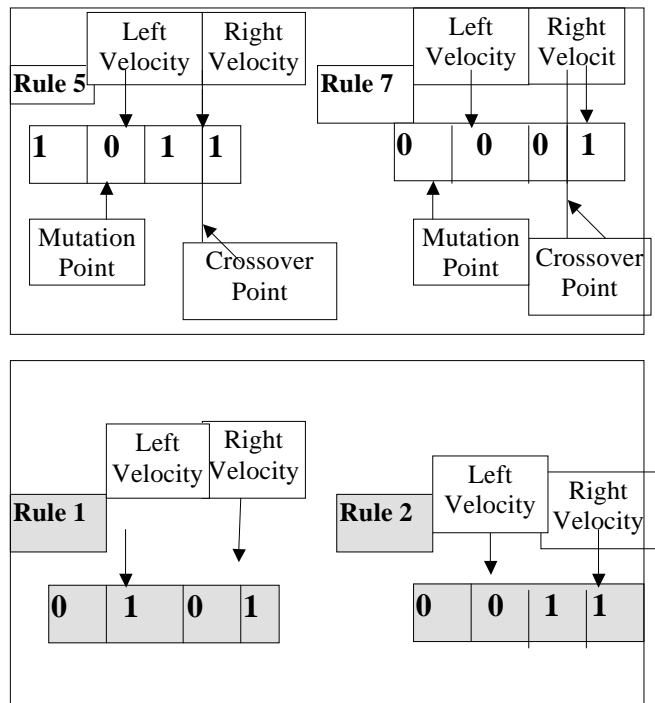 Left
Velocity
Right
Velocity
Rule 5
1 0 1 1
Mutation
Point
Crossover
Point
Left
Velocity
Right
Velocit
Rule 7
0 0 0 1
Mutation
Point
Crossover
Point
Left
Velocity
Right
Velocity
Rule 1
0 1 0 1
Left
Velocity
Right
Velocity
Rule 2
0 0 1 1